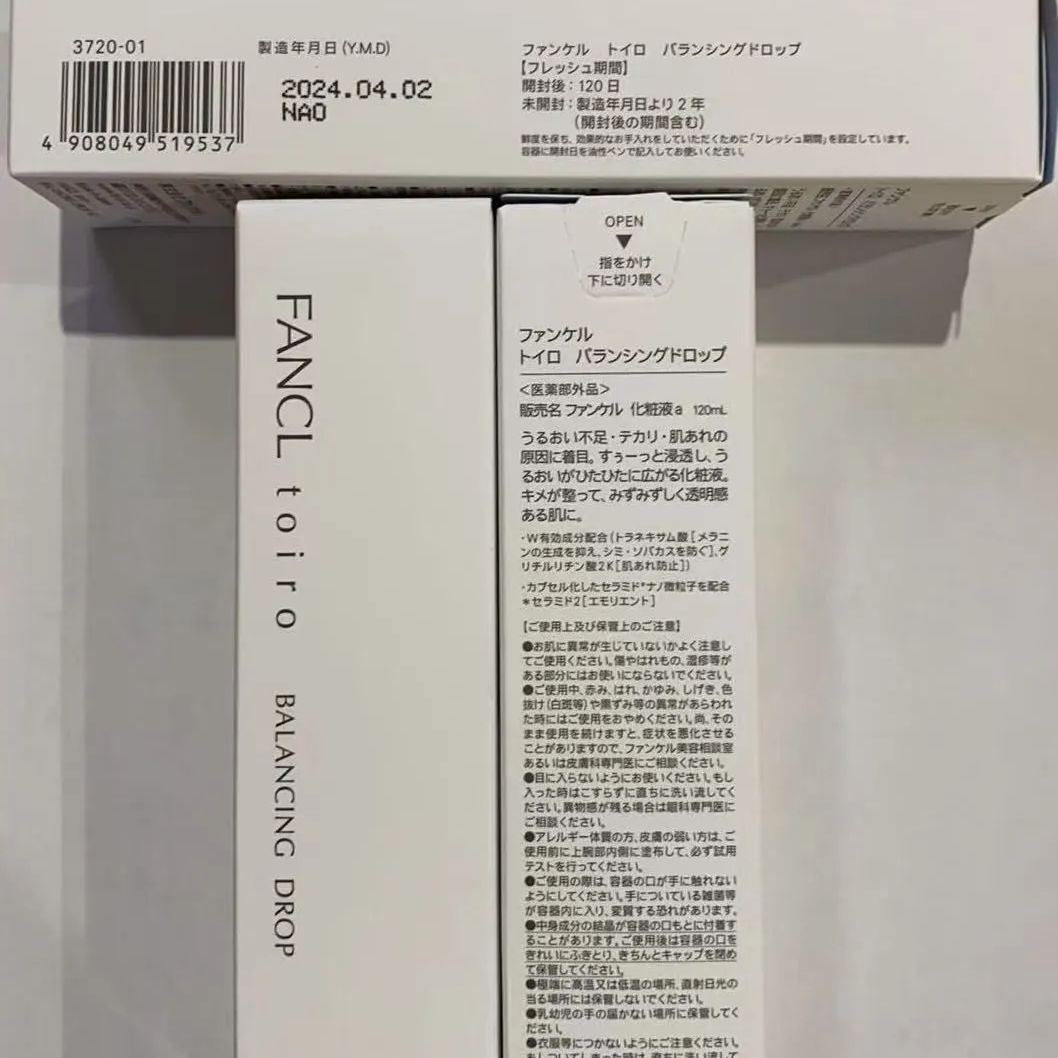 3720-01
製造年月日(Y.M.D)
2024.04.02
NAO
4 908049 519537
ファンケル トイロ バランシングドロップ
【フレッシュ期間】
開封後:120日
未開封:製造年月日より2年
(開封後の期間含む)
鮮度を保ち、効果的なお手入れをしていただくために「フレッシュ期間」を設定しています。
容器に開封日を油性ペンで記入してお使いください。
FANCL toiro BALANCING DROP
OPEN
▼
指をかけ
下に切り開く
ファンケル
トイロ バランシングドロップ
<医薬部外品>
販売名 ファンケル 化粧液a 120mL
うるおい不足・テカリ・肌あれの
原因に着目。すぅーっと浸透し、う
るおいがひたひたに広がる化粧液。
キメが整って、みずみずしく透明感
ある肌に。
・W有効成分配合(トラネキサム酸[メラニ
ンの生成を抑え、シミ・ソバカスを防ぐ]、グ
リチルリチン酸2K[肌あれ防止])
・カプセル化したセラミド*ナノ微粒子を配合
*セラミド2[エモリエント]
【ご使用上及び保管上のご注意】
●お肌に異常が生じていないかよく注意し
てご使用ください。傷やはれもの、湿疹等が
ある部分にはお使いにならないでください。
●ご使用中、赤み、はれ、かゆみ、しげき、色
抜け(白斑等)や黒ずみ等の異常があらわれ
た時にはご使用をおやめください。尚、その
まま使用を続けますと、症状を悪化させる
ことがありますので、ファンケル美容相談室
あるいは皮膚科専門医にご相談ください。
●目に入らないようにお使いください。もし
入った時はこすらずに直ちに洗い流してく
ださい。異物感が残る場合は眼科専門医に
ご相談ください。
●アレルギー体質の方、皮膚の弱い方は、ご
使用前に上腕部内側に塗布して、必ず試用
テストを行ってください。
●ご使用の際は、容器の口が手に触れない
ようにしてください。手についている雑菌等
が容器内に入り、変質する恐れがあります。
●中身成分の結晶が容器の口もとに付着す
ることがあります。ご使用後は容器の口を
きれいにふきとり、きちんとキャップを閉め
て保管してください。
●極端に高温又は低温の場所、直射日光の
当る場所には保管しないでください。
●乳幼児の手の届かない場所に保管してく
ださい。
●衣服等につかないようにご注意ください。